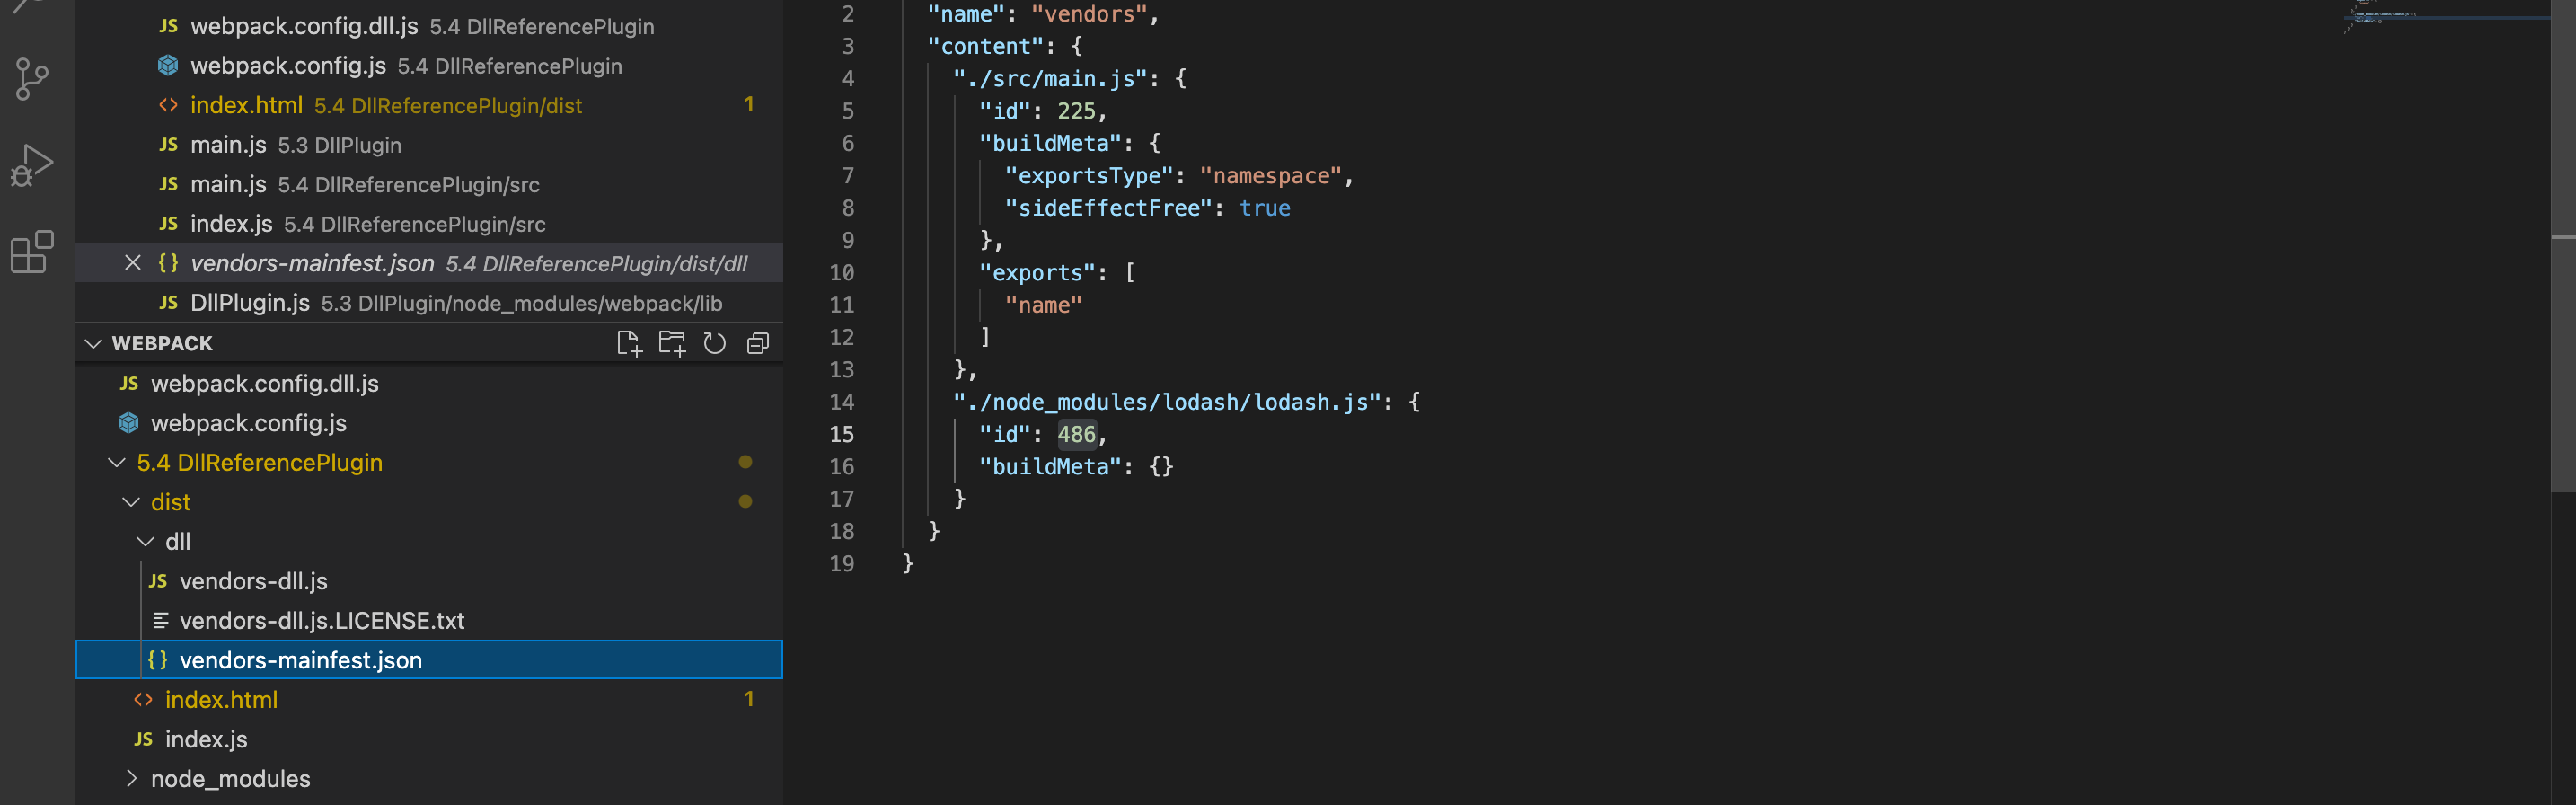 JS webpack.config.dll.js 5.4 DllReferencePlugin
webpack.config.js 5.4 DllReferencePlugin
<> index.html 5.4 DllReferencePlugin/dist 1
JS main.js 5.3 DllPlugin
JS main.js 5.4 DllReferencePlugin/src
JS index.js 5.4 DllReferencePlugin/src
{} vendors-mainfest.json 5.4 DllReferencePlugin/dist/dll
JS DllPlugin.js 5.3 DllPlugin/node_modules/webpack/lib
WEBPACK
JS webpack.config.dll.js
webpack.config.js
5.4 DllReferencePlugin
dist
dll
JS vendors-dll.js
vendors-dll.js.LICENSE.txt
{} vendors-mainfest.json
<> index.html 1
JS index.js
node_modules
2 "name": "vendors",
3 "content": {
4 "./src/main.js": {
5 "id": 225,
6 "buildMeta": {
7 "exportsType": "namespace",
8 "sideEffectFree": true
9 },
10 "exports": [
11 "name"
12 ]
13 },
14 "./node_modules/lodash/lodash.js": {
15 "id": 486,
16 "buildMeta": {}
17 }
18 }
19 }